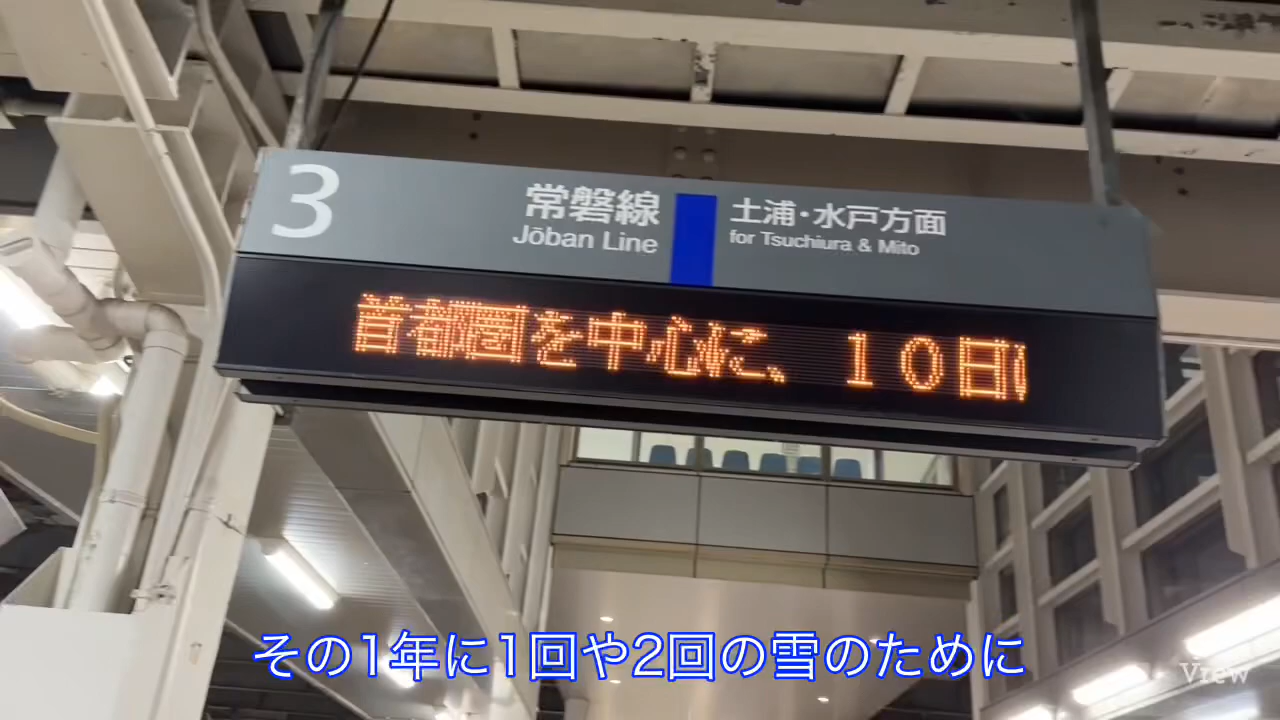 3
常磐線
Jōban Line
土浦・水戸方面
for Tsuchiura & Mito
首都圏を中心に、10日
その1年に1回や2回の雪のために
Vrew